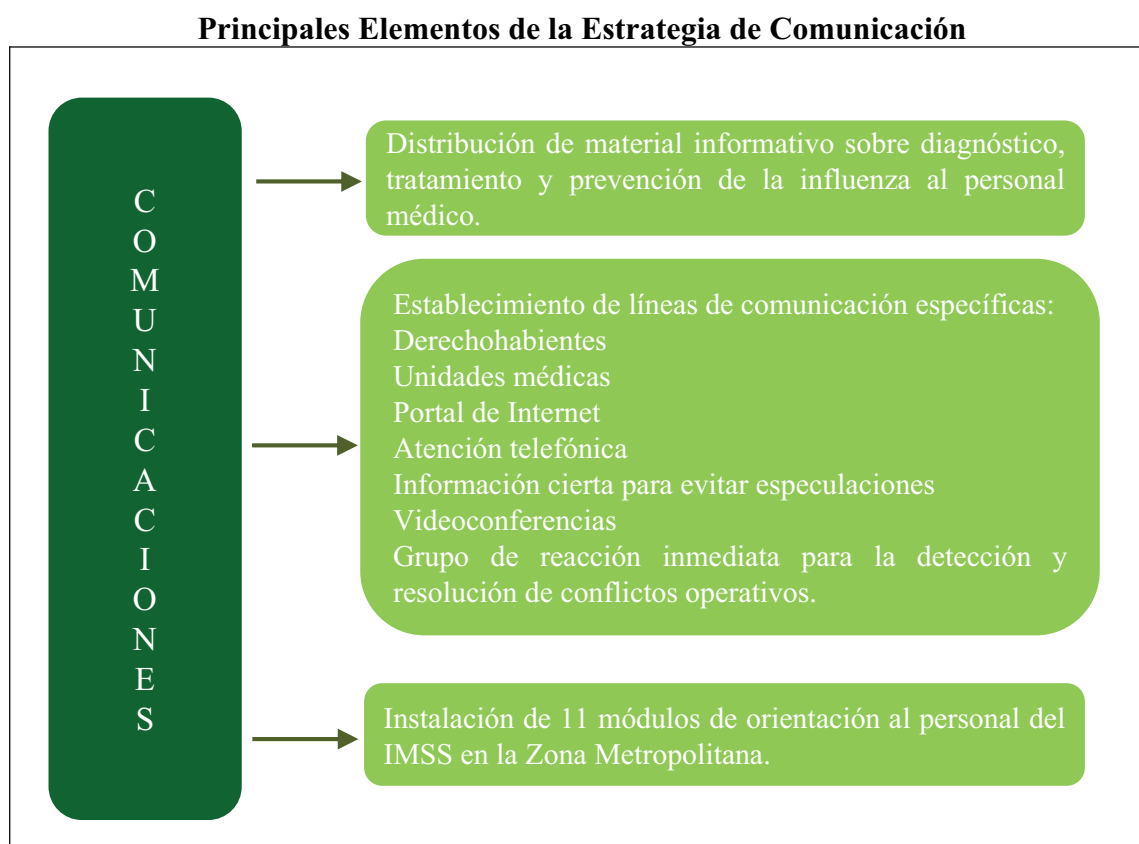 Principales Elementos de la Estrategia de Comunicación
COMUNICACIONES
Distribución de material informativo sobre diagnóstico,
tratamiento y prevención de la influenza al personal
médico.
Establecimiento de líneas de comunicación específicas:
Derechohabientes
Unidades médicas
Portal de Internet
Atención telefónica
Información cierta para evitar especulaciones
Videoconferencias
Grupo de reacción inmediata para la detección y
resolución de conflictos operativos.
Instalación de 11 módulos de orientación al personal del
IMSS en la Zona Metropolitana.